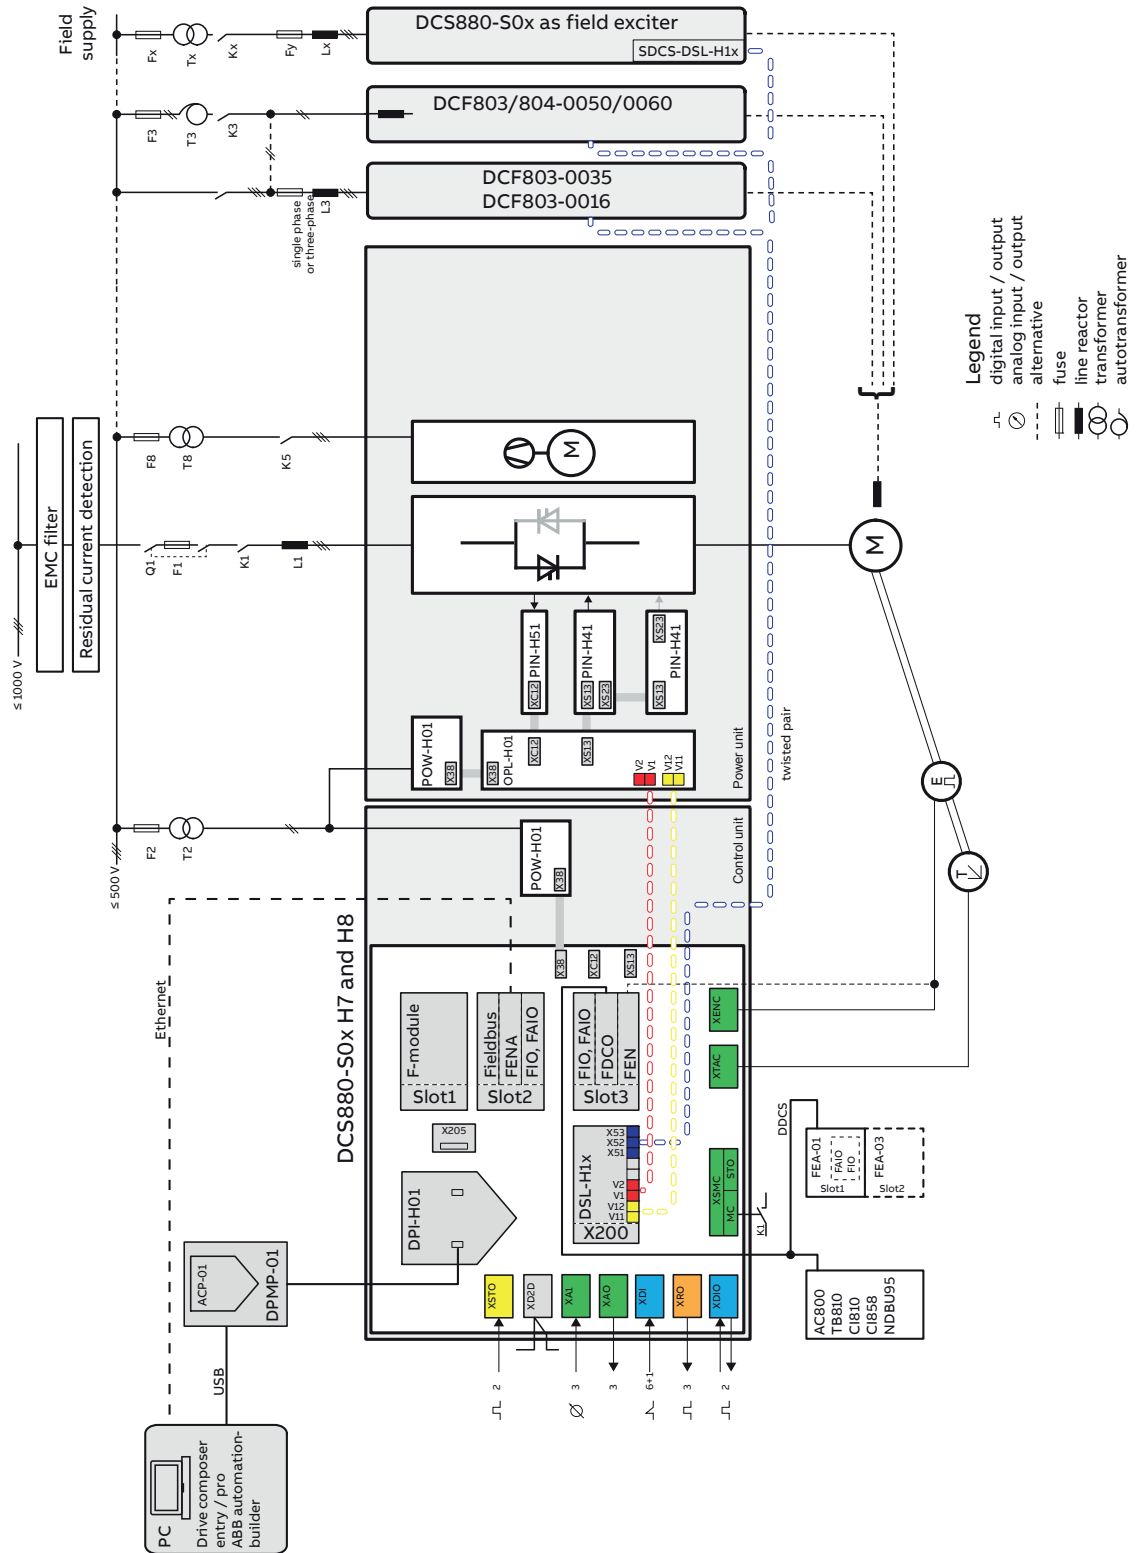 Field
supply
Fx
Tx
Kx
Fy
Lx
DCS880-S0x as field exciter
SDCS-DSL-H1x
F3
T3
K3
DCF803/804-0050/0060
single phase
or three-phase
L3
DCF803-0035
DCF803-0016
≤ 1000 V
EMC filter
Residual current detection
F8
T8
K5
M
Q1
F1
K1
L1
M
XC12
PIN-H51
XS13
XS23
PIN-H41
XS13
XS23
PIN-H41
POW-H01
X38
X38
OPL-H01
XC12
XS13
V2
V1
V12
V11
Power unit
twisted pair
≤ 500 V
F2
T2
POW-H01
X38
Control unit
DCS880-S0x H7 and H8
Ethernet
X38
XC12
XS13
F-module
Slot1
Fieldbus
FENA
FIO, FAIO
Slot2
FIO, FAIO
FDCO
FEN
Slot3
XENC
XTAC
X205
DPI-H01
DSL-H1x
X200
X53
X52
X51
V2
V1
V12
V11
XSMC
STO
MC
K1
XSTO
XD2D
XAI
XAO
XDI
XRO
XDIO
2
3
3
6+1
3
2
ACP-01
DPMP-01
USB
PC
Drive composer
entry / pro
ABB automation-
builder
DDCS
FEA-01
FAIO
FIO
Slot1
FEA-03
Slot2
AC800
TB810
CI810
CI858
NDBU95
E
T
Legend
digital input / output
analog input / output
alternative
fuse
line reactor
transformer
autotransformer